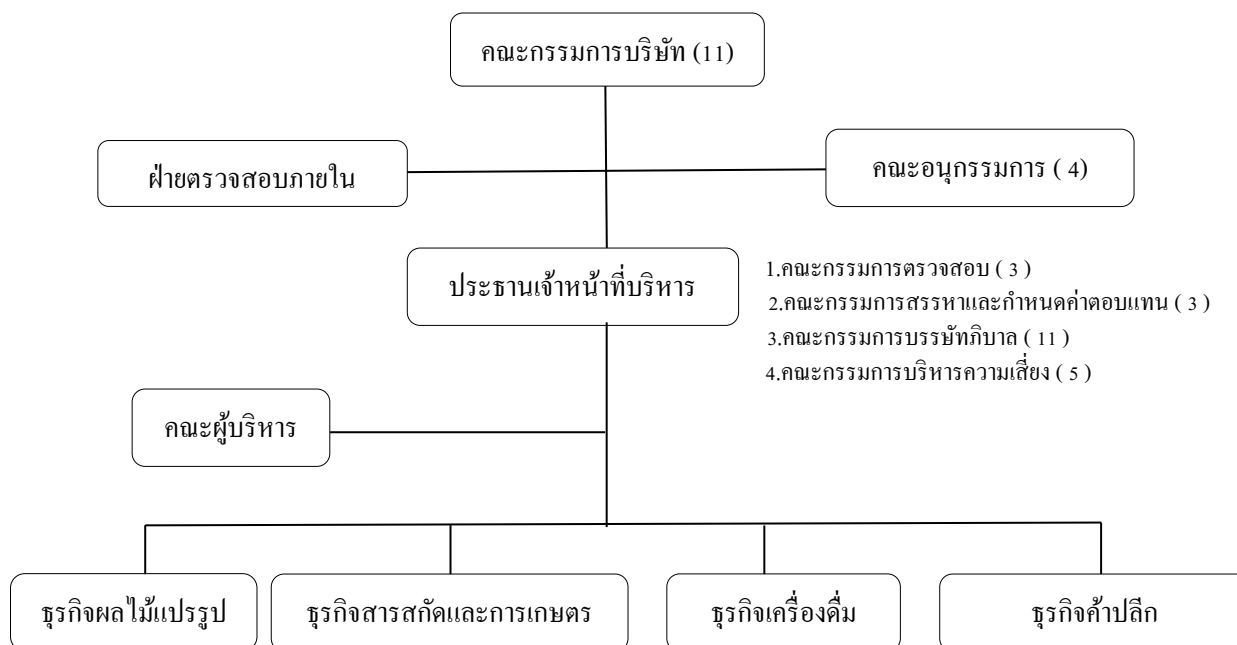 คณะกรรมการบริษัท (11)
ฝ่ายตรวจสอบภายใน
คณะอนุกรรมการ ( 4)
ประธานเจ้าหน้าที่บริหาร
1.คณะกรรมการตรวจสอบ ( 3 )
2.คณะกรรมการสรรหาและกำหนดค่าตอบแทน ( 3 )
3.คณะกรรมการบรรษัทภิบาล ( 11 )
4.คณะกรรมการบริหารความเสี่ยง ( 5 )
คณะผู้บริหาร
ธุรกิจผลไม้แปรรูป
ธุรกิจสารสกัดและการเกษตร
ธุรกิจเครื่องดื่ม
ธุรกิจค้าปลีก